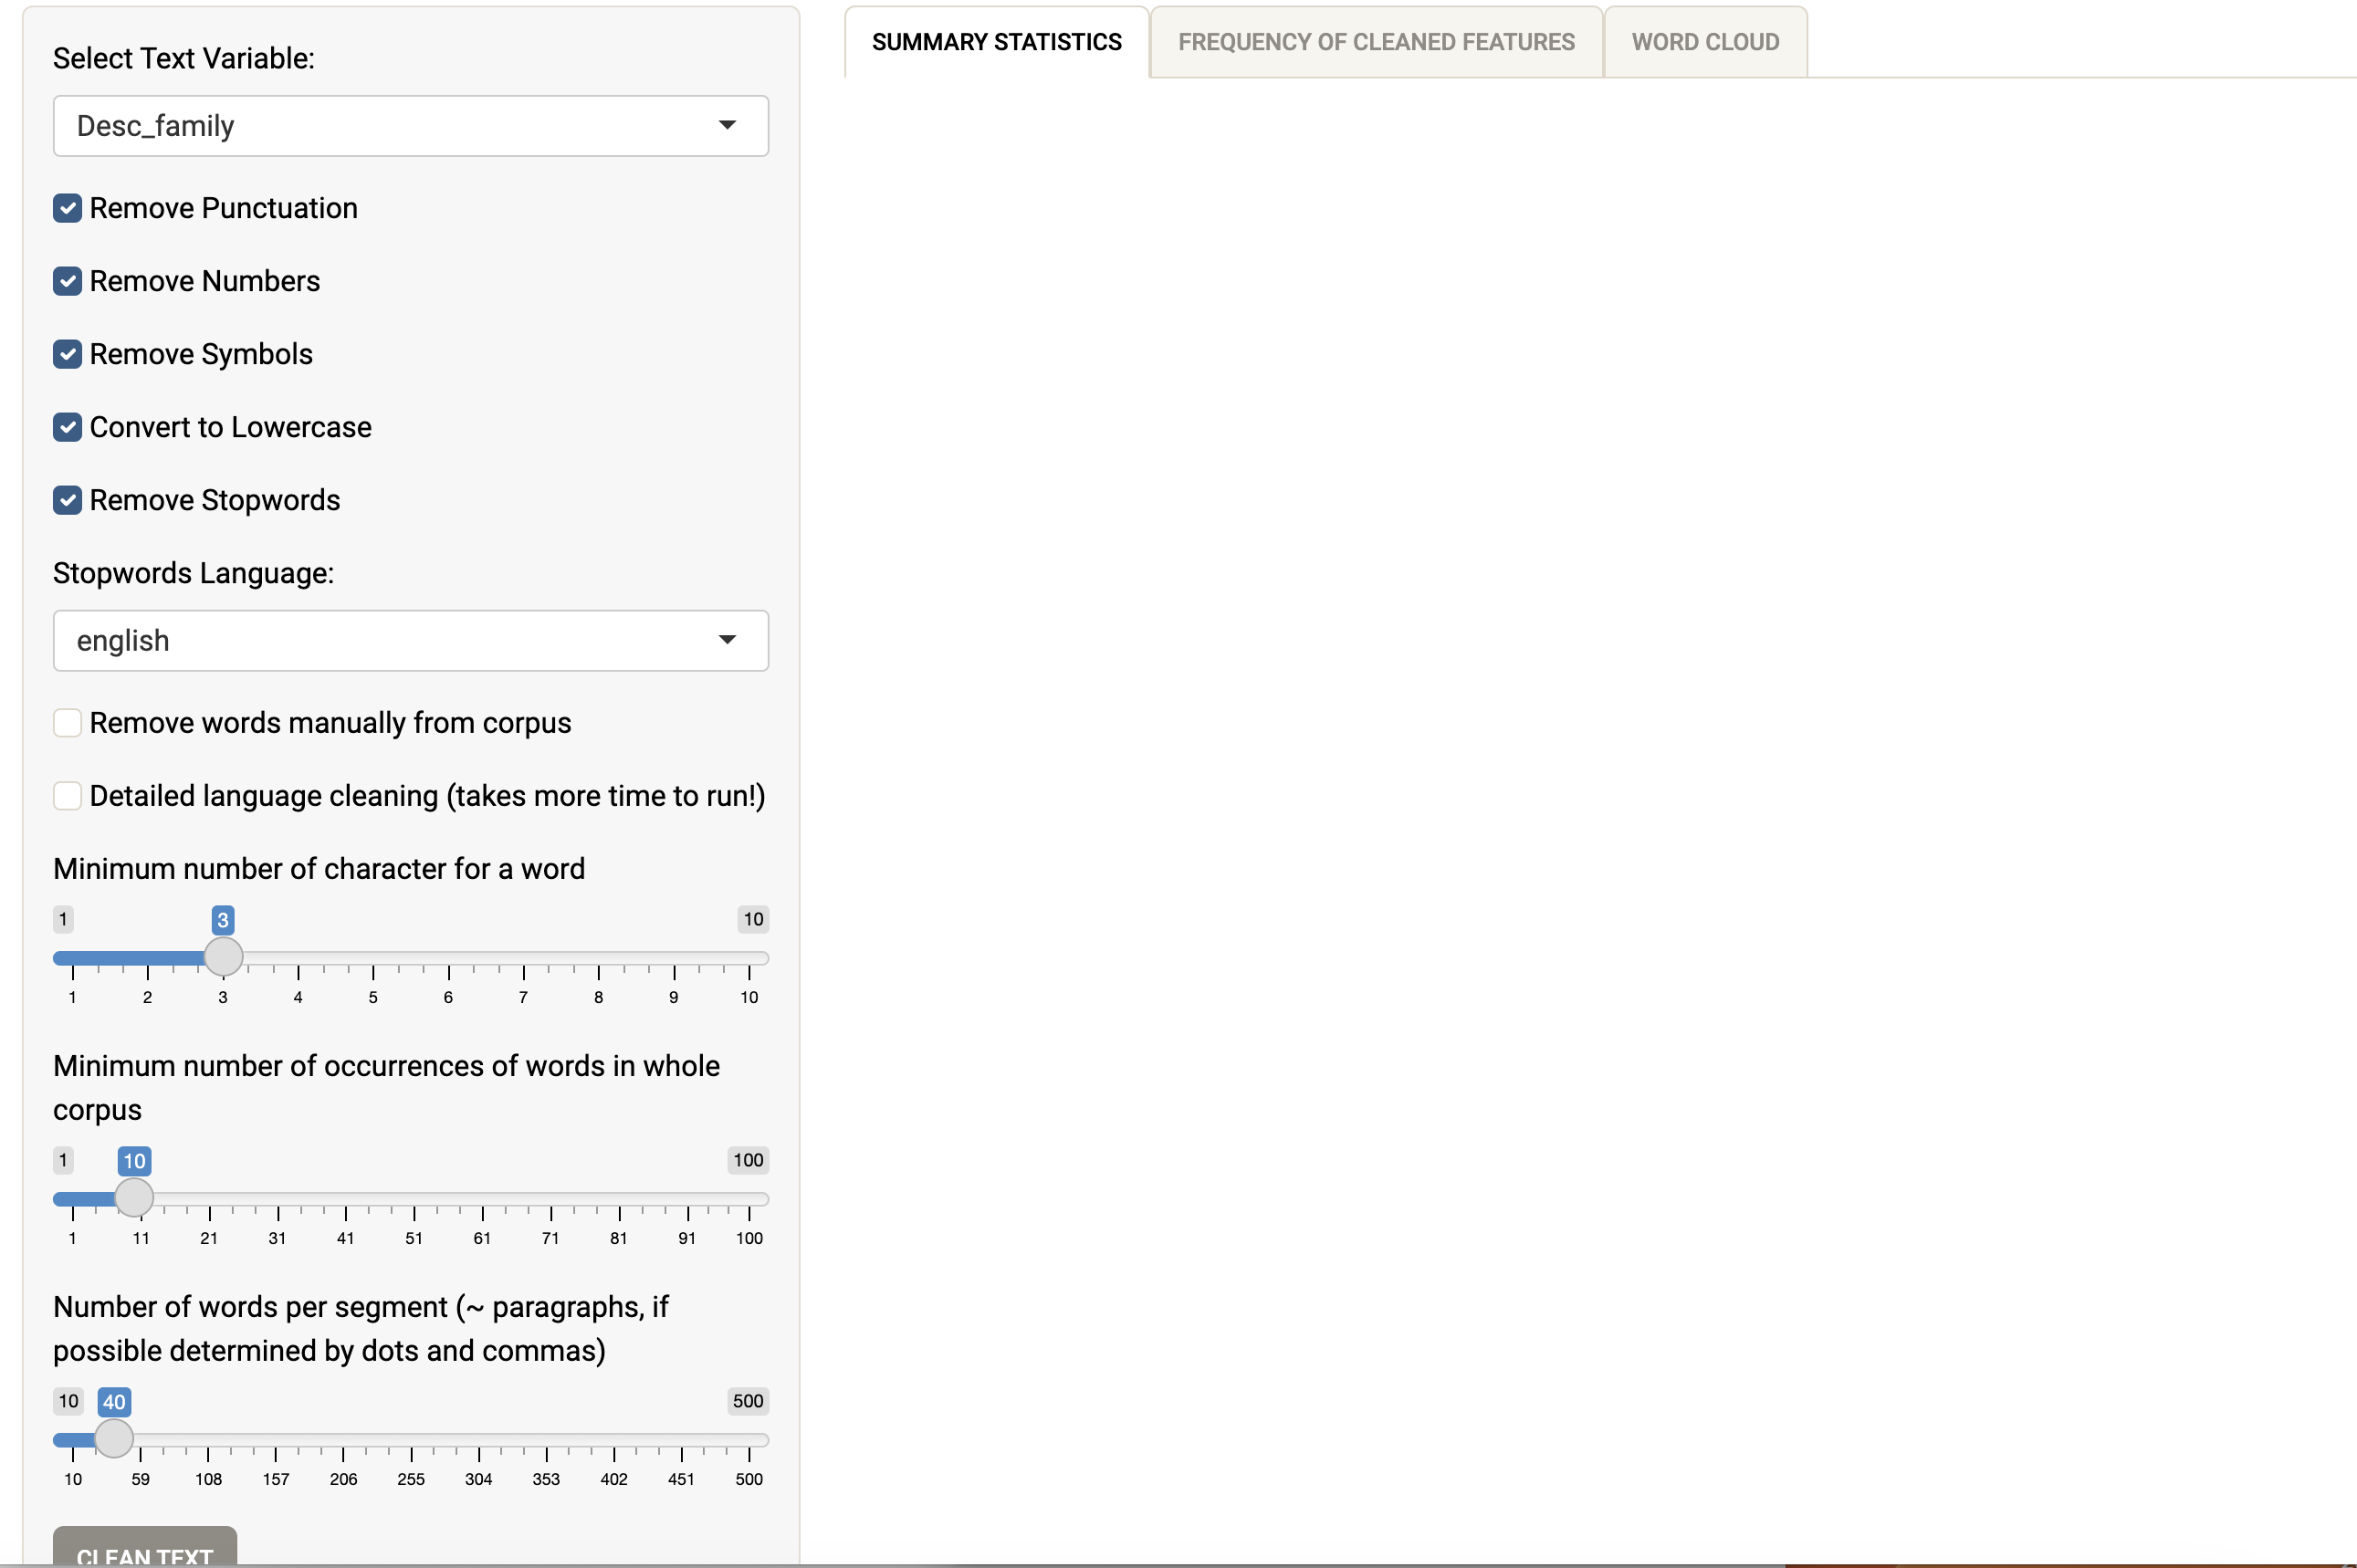 Select Text Variable:
Desc_family
Remove Punctuation
Remove Numbers
Remove Symbols
Convert to Lowercase
Remove Stopwords
Stopwords Language:
english
Remove words manually from corpus
Detailed language cleaning (takes more time to run!)
Minimum number of character for a word
1 3 10
1 2 3 4 5 6 7 8 9 10
Minimum number of occurrences of words in whole
corpus
1 10 100
1 11 21 31 41 51 61 71 81 91 100
Number of words per segment (~ paragraphs, if
possible determined by dots and commas)
10 40 500
10 59 108 157 206 255 304 353 402 451 500
CLEAN TEXT
SUMMARY STATISTICS
FREQUENCY OF CLEANED FEATURES
WORD CLOUD